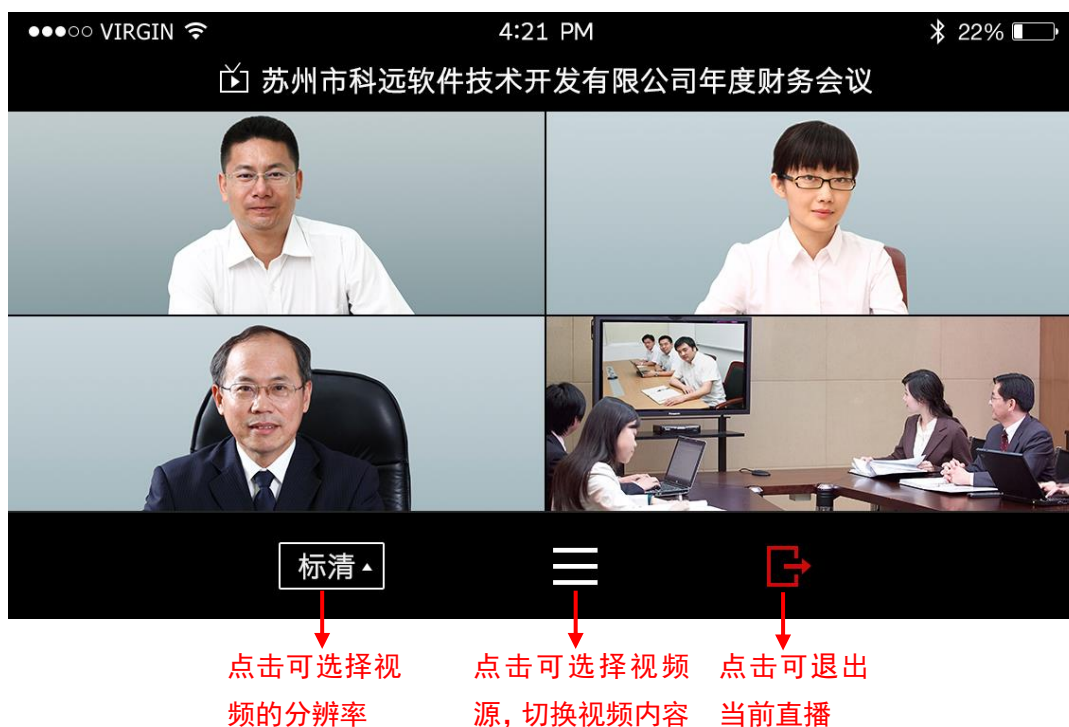 VIRGIN 4:21 PM 22%
苏州市科远软件技术开发有限公司年度财务会议
标清
点击可选择视 点击可选择视频 点击可退出
频的分辨率 源，切换视频内容 当前直播